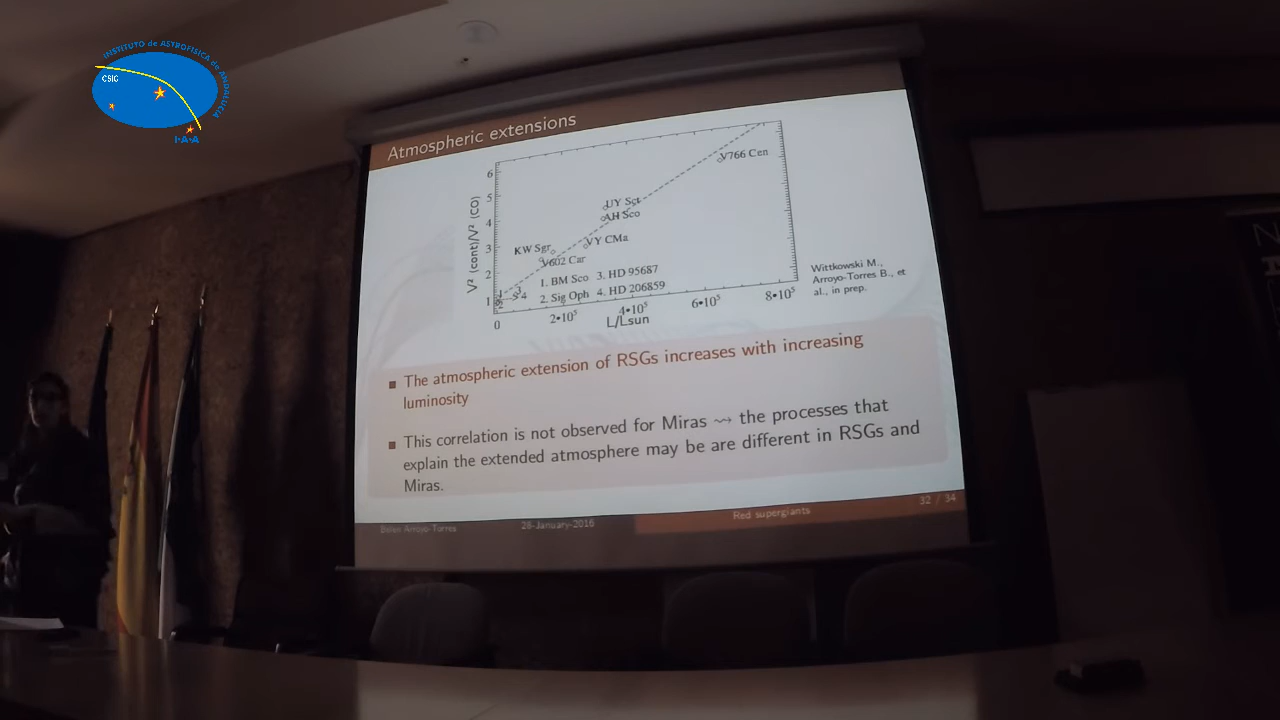 INSTITUTO de ASTROFISICA de ANDALUCIA
CSIC
I·A·A
Atmospheric extensions
V² (cont)/V² (CO)
6
5
4
3
2
1
V766 Cen
UY Sct
AH Sco
KW Sgr
VY CMa
V602 Car
1. BM Sco 3. HD 95687
2. Sig Oph 4. HD 206859
0 2•10⁵ 4•10⁵ 6•10⁵ 8•10⁵
L/Lsun
Wittkowski M.,
Arroyo-Torres B., et
al., in prep.
The atmospheric extension of RSGs increases with increasing
luminosity
This correlation is not observed for Miras ⇝ the processes that
explain the extended atmosphere may be are different in RSGs and
Miras.
Belen Arroyo-Torres 28-January-2016 Red supergiants 32 / 34